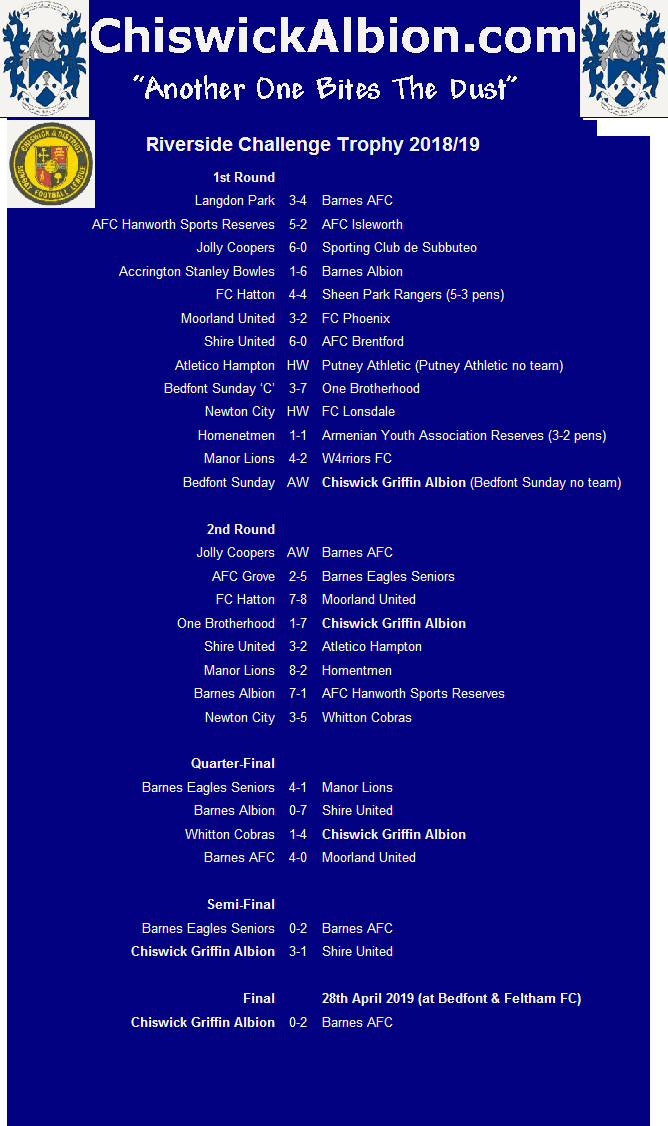 ChiswickAlbion.com
"Another One Bites The Dust"
CHISWICK & DISTRICT
SUNDAY FOOTBALL LEAGUE
Riverside Challenge Trophy 2018/19
1st Round
Langdon Park 3-4 Barnes AFC
AFC Hanworth Sports Reserves 5-2 AFC Isleworth
Jolly Coopers 6-0 Sporting Club de Subbuteo
Accrington Stanley Bowles 1-6 Barnes Albion
FC Hatton 4-4 Sheen Park Rangers (5-3 pens)
Moorland United 3-2 FC Phoenix
Shire United 6-0 AFC Brentford
Atletico Hampton HW Putney Athletic (Putney Athletic no team)
Bedfont Sunday ‘C’ 3-7 One Brotherhood
Newton City HW FC Lonsdale
Homenetmen 1-1 Armenian Youth Association Reserves (3-2 pens)
Manor Lions 4-2 W4rriors FC
Bedfont Sunday AW Chiswick Griffin Albion (Bedfont Sunday no team)
2nd Round
Jolly Coopers AW Barnes AFC
AFC Grove 2-5 Barnes Eagles Seniors
FC Hatton 7-8 Moorland United
One Brotherhood 1-7 Chiswick Griffin Albion
Shire United 3-2 Atletico Hampton
Manor Lions 8-2 Homentmen
Barnes Albion 7-1 AFC Hanworth Sports Reserves
Newton City 3-5 Whitton Cobras
Quarter-Final
Barnes Eagles Seniors 4-1 Manor Lions
Barnes Albion 0-7 Shire United
Whitton Cobras 1-4 Chiswick Griffin Albion
Barnes AFC 4-0 Moorland United
Semi-Final
Barnes Eagles Seniors 0-2 Barnes AFC
Chiswick Griffin Albion 3-1 Shire United
Final 28th April 2019 (at Bedfont & Feltham FC)
Chiswick Griffin Albion 0-2 Barnes AFC